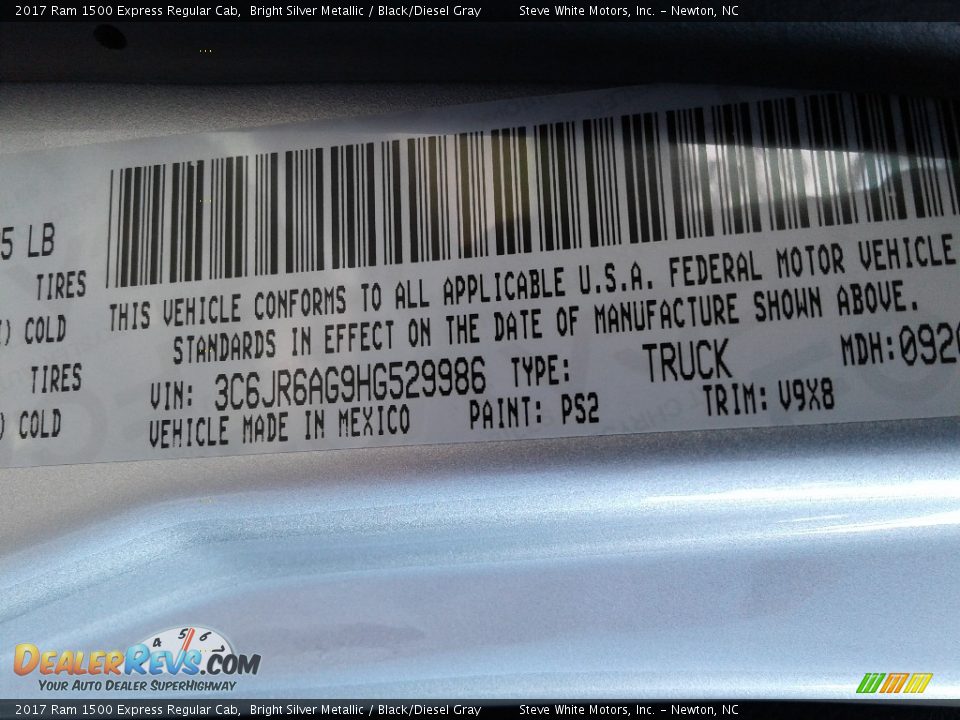 2017 Ram 1500 Express Regular Cab,  Bright Silver Metallic / Black/Diesel Gray  Steve White Motors, Inc. – Newton, NC
5 LB
TIRES
) COLD
TIRES
) COLD
THIS VEHICLE CONFORMS TO ALL APPLICABLE U.S.A. FEDERAL MOTOR VEHICLE
STANDARDS IN EFFECT ON THE DATE OF MANUFACTURE SHOWN ABOVE.
VIN: 3C6JR6AG9HG529986 TYPE: TRUCK MDH: 092
VEHICLE MADE IN MEXICO PAINT: PS2 TRIM: V9X8
4 5 6
DEALERREVS.COM
YOUR AUTO DEALER SUPERHIGHWAY
2017 Ram 1500 Express Regular Cab,  Bright Silver Metallic / Black/Diesel Gray  Steve White Motors, Inc. – Newton, NC